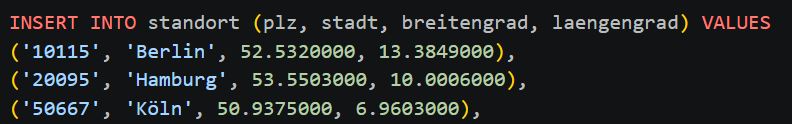 INSERT INTO standort (plz, stadt, breitengrad, laengengrad) VALUES
('10115', 'Berlin', 52.5320000, 13.3849000),
('20095', 'Hamburg', 53.5503000, 10.0006000),
('50667', 'Köln', 50.9375000, 6.9603000),